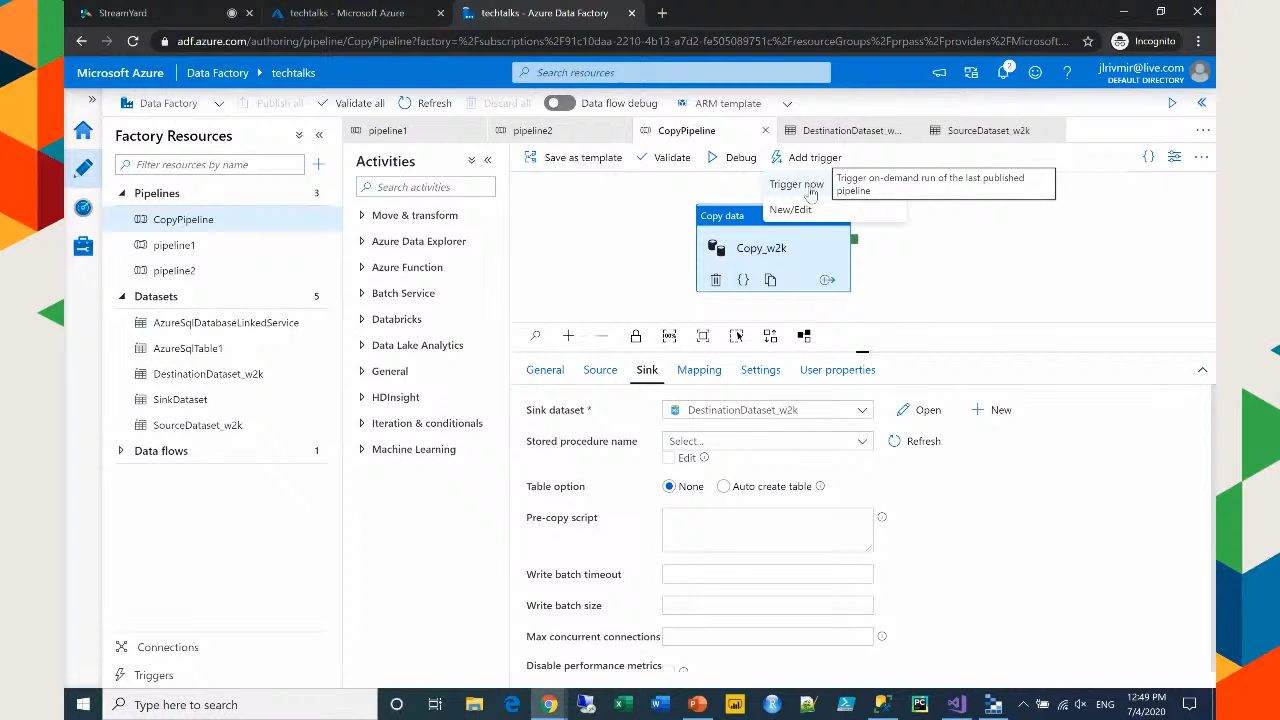 StreamYard
techtalks - Microsoft Azure
techtalks - Azure Data Factory
adf.azure.com/authoring/pipeline/CopyPipeline?factory=%2Fsubscriptions%2F91c10daa-2210-4b13-a7d2-fe505089751c%2FresourceGroups%2Fprpass%2Fproviders%2FMicrosoft....
Incognito
Microsoft Azure
Data Factory
techtalks
Search resources
2
jlrivmir@live.com
DEFAULT DIRECTORY
Data Factory
Publish all
Validate all
Refresh
Discard all
Data flow debug
ARM template
Factory Resources
Filter resources by name
Pipelines 3
CopyPipeline
pipeline1
pipeline2
Datasets 5
AzureSqlDatabaseLinkedService
AzureSqlTable1
DestinationDataset_w2k
SinkDataset
SourceDataset_w2k
Data flows 1
Connections
Triggers
pipeline1
pipeline2
CopyPipeline
DestinationDataset_w...
SourceDataset_w2k
Activities
Search activities
Move & transform
Azure Data Explorer
Azure Function
Batch Service
Databricks
Data Lake Analytics
General
HDInsight
Iteration & conditionals
Machine Learning
Save as template
Validate
Debug
Add trigger
Trigger now
New/Edit
Trigger on-demand run of the last published
pipeline
Copy data
Copy_w2k
General
Source
Sink
Mapping
Settings
User properties
Sink dataset *
DestinationDataset_w2k
Open
New
Stored procedure name
Select...
Refresh
Edit
Table option
None
Auto create table
Pre-copy script
Write batch timeout
Write batch size
Max concurrent connections
Disable performance metrics
Type here to search
ENG
12:49 PM
7/4/2020